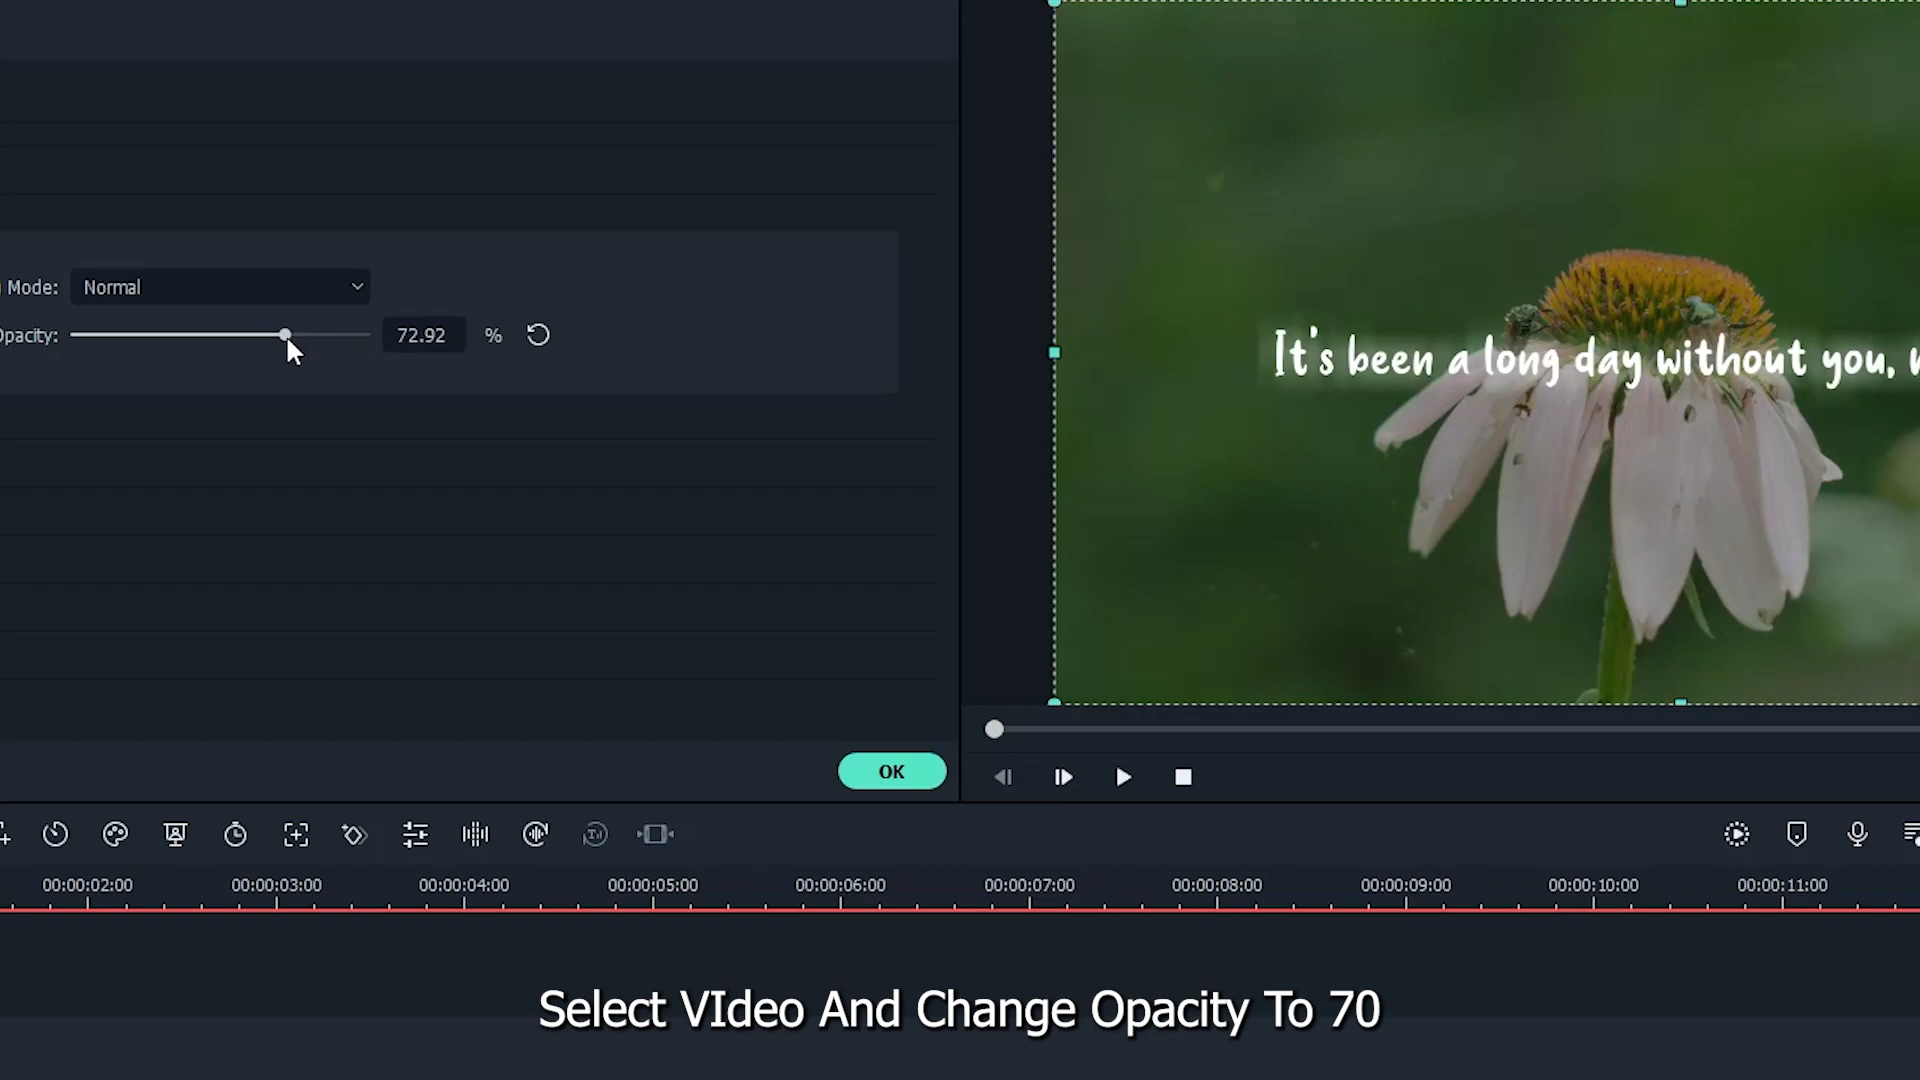 Mode:
Normal
Opacity:
72.92
%
It's been a long day without you,
OK
00:00:02:00
00:00:03:00
00:00:04:00
00:00:05:00
00:00:06:00
00:00:07:00
00:00:08:00
00:00:09:00
00:00:10:00
00:00:11:00
Select VIdeo And Change Opacity To 70